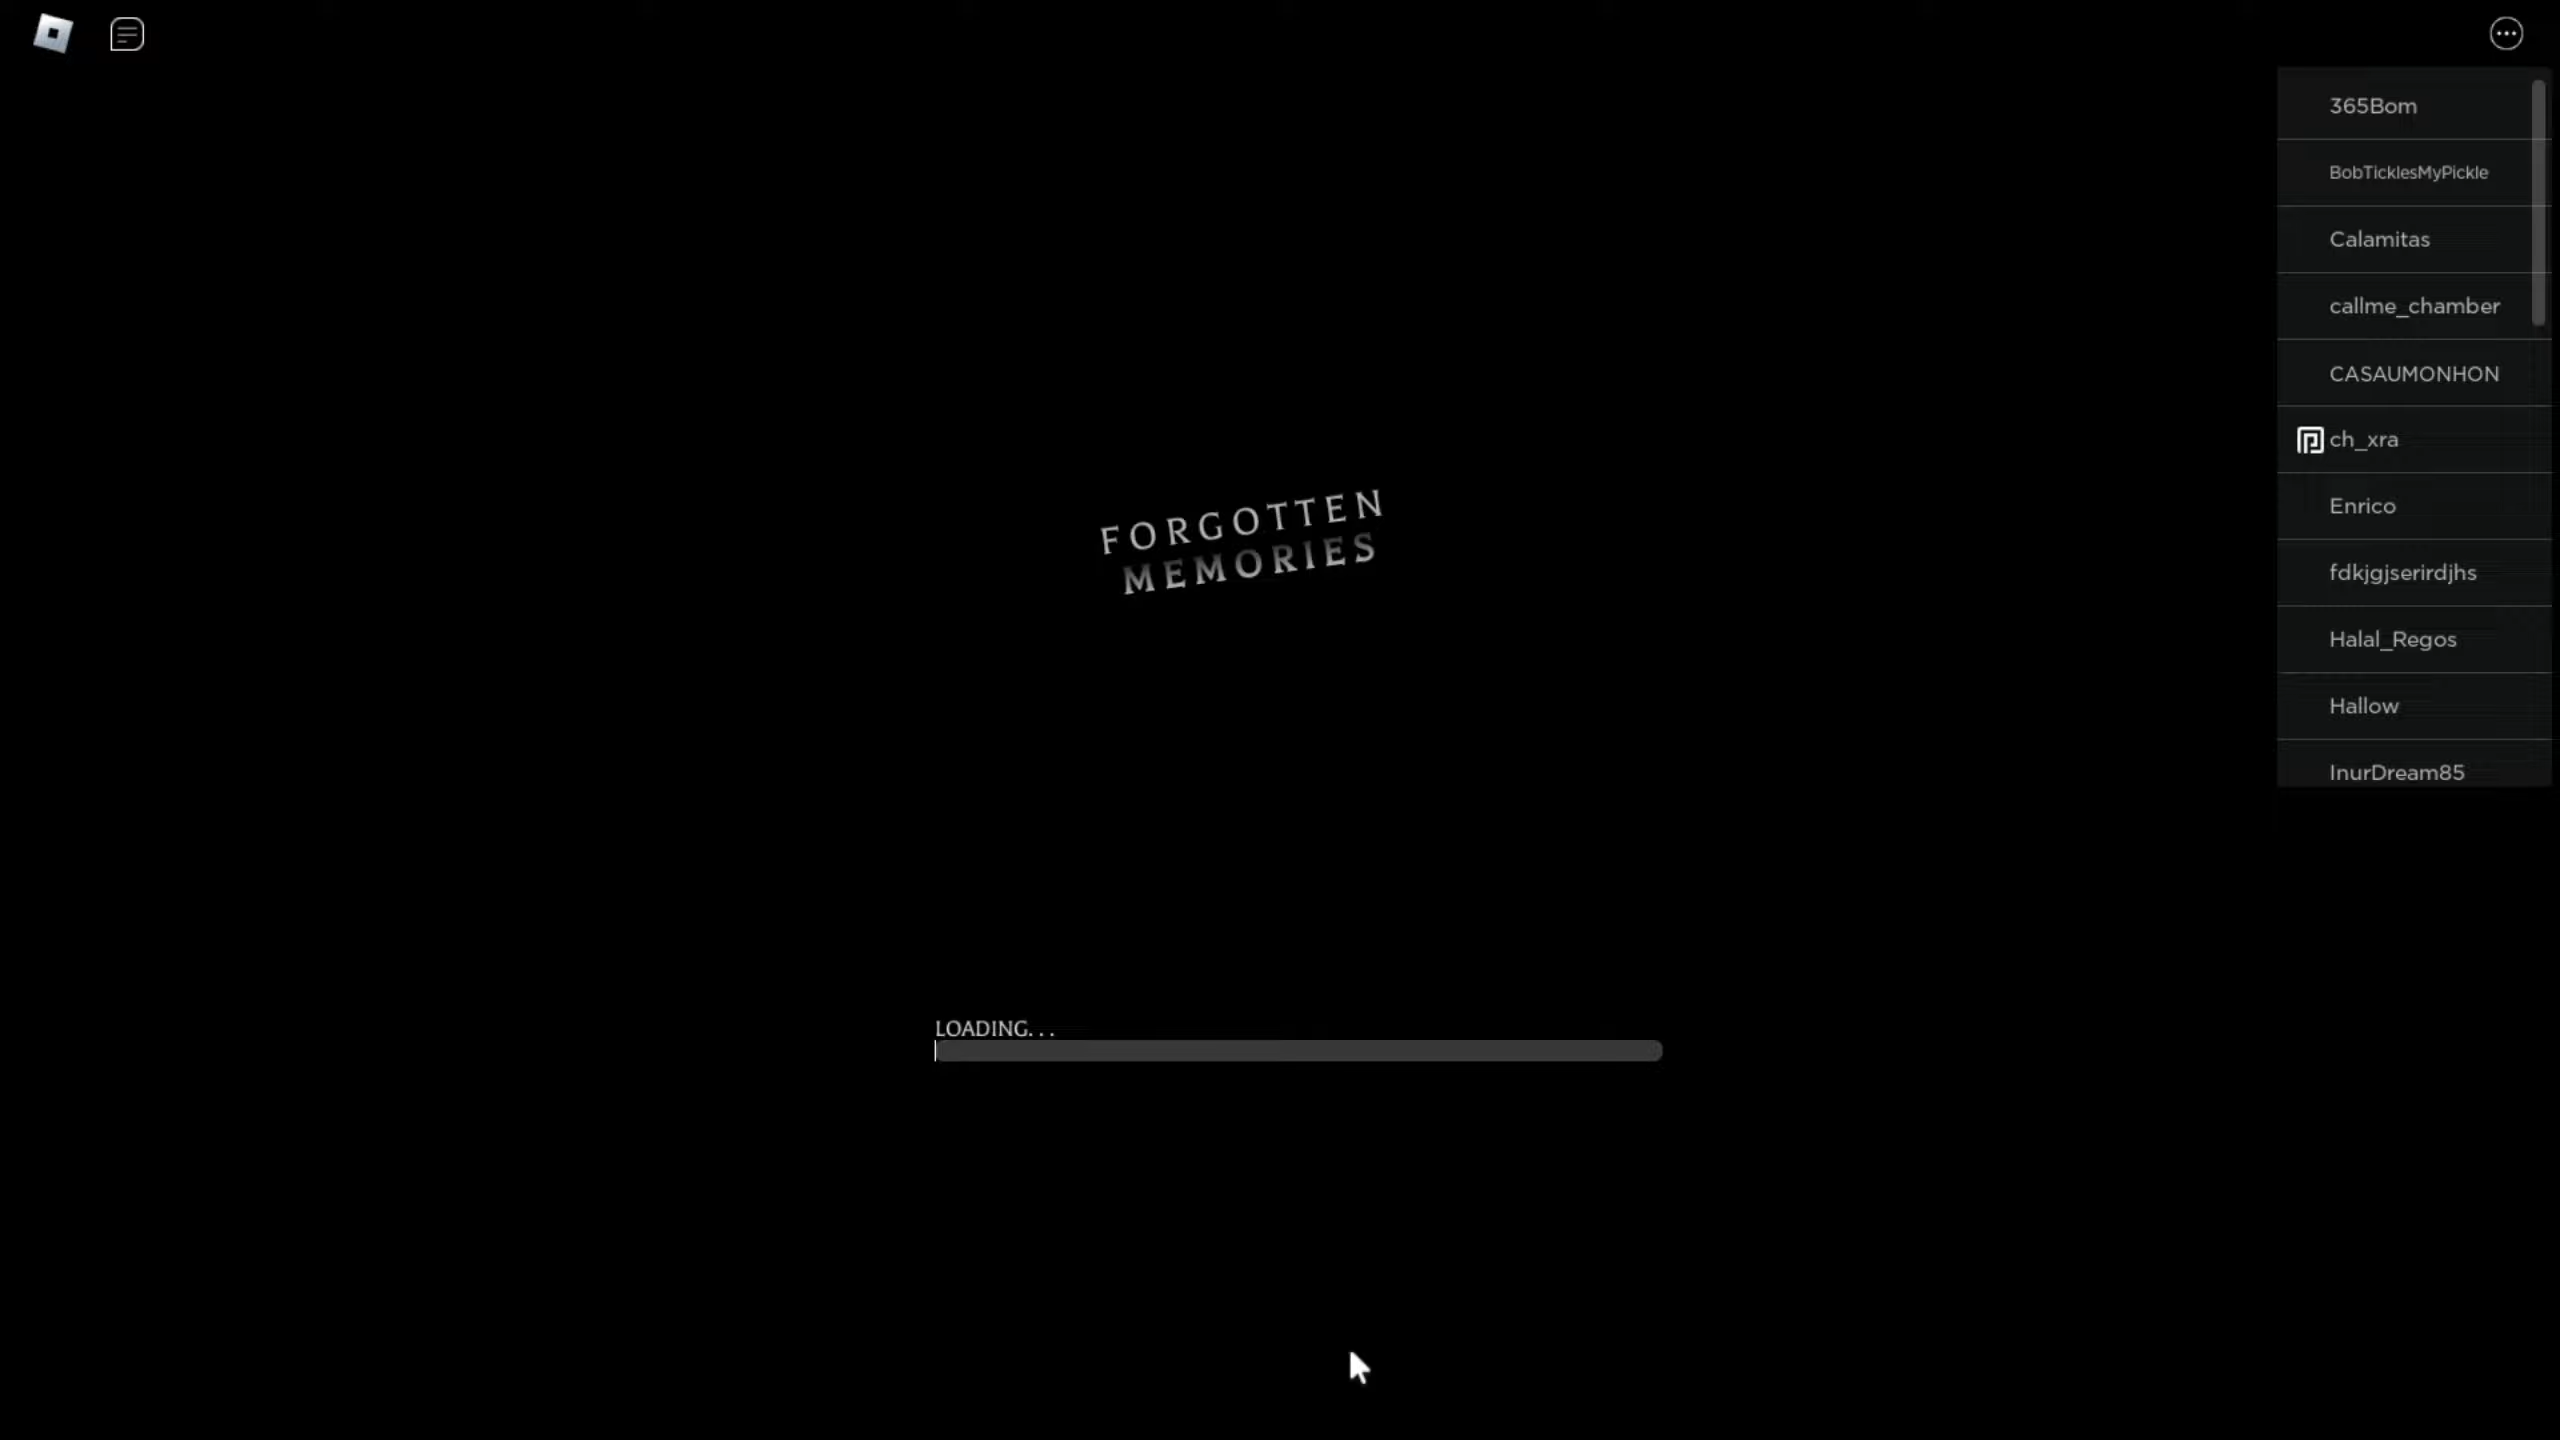 365Bom
BobTicklesMyPickle
Calamitas
callme_chamber
CASAUMONHON
ch_xra
Enrico
fdkjgjserirdjhs
Halal_Regos
Hallow
InurDream85
FORGOTTEN
MEMORIES
LOADING. . .